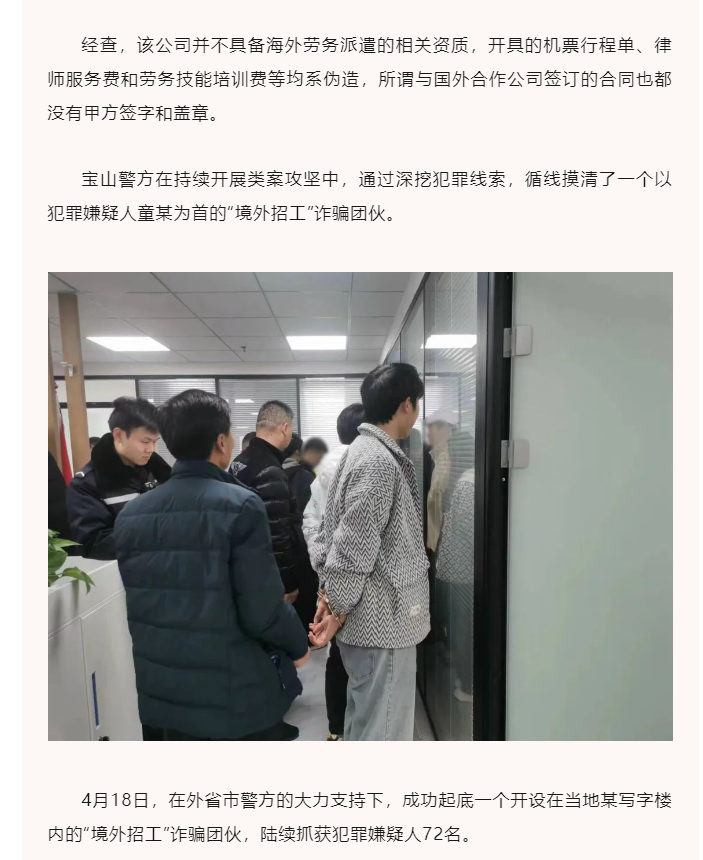 经查，该公司并不具备海外劳务派遣的相关资质，开具的机票行程单、律
师服务费和劳务技能培训费等均系伪造，所谓与国外合作公司签订的合同也都
没有甲方签字和盖章。
宝山警方在持续开展类案攻坚中，通过深挖犯罪线索，循线摸清了一个以
犯罪嫌疑人童某为首的“境外招工”诈骗团伙。
4月18日，在外省市警方的大力支持下，成功起底一个开设在当地某写字楼
内的“境外招工”诈骗团伙，陆续抓获犯罪嫌疑人72名。